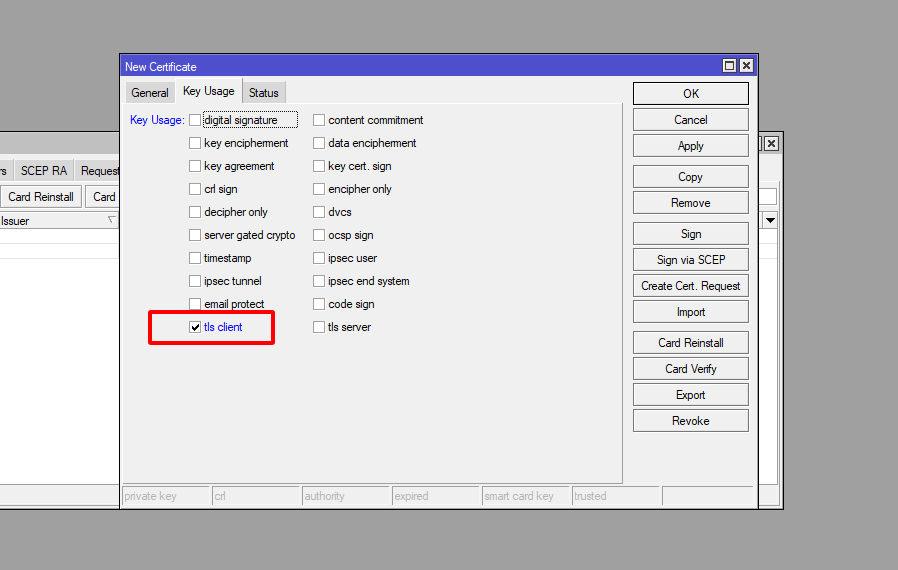 New Certificate
General Key Usage Status
Key Usage: digital signature content commitment
key encipherment data encipherment
key agreement key cert. sign
crl sign encipher only
decipher only dvcs
server gated crypto ocsp sign
timestamp ipsec user
ipsec tunnel ipsec end system
email protect code sign
tls client tls server
OK
Cancel
Apply
Copy
Remove
Sign
Sign via SCEP
Create Cert. Request
Import
Card Reinstall
Card Verify
Export
Revoke
private key crl authority expired smart card key trusted
rs SCEP RA Request
Card Reinstall Card
Issuer